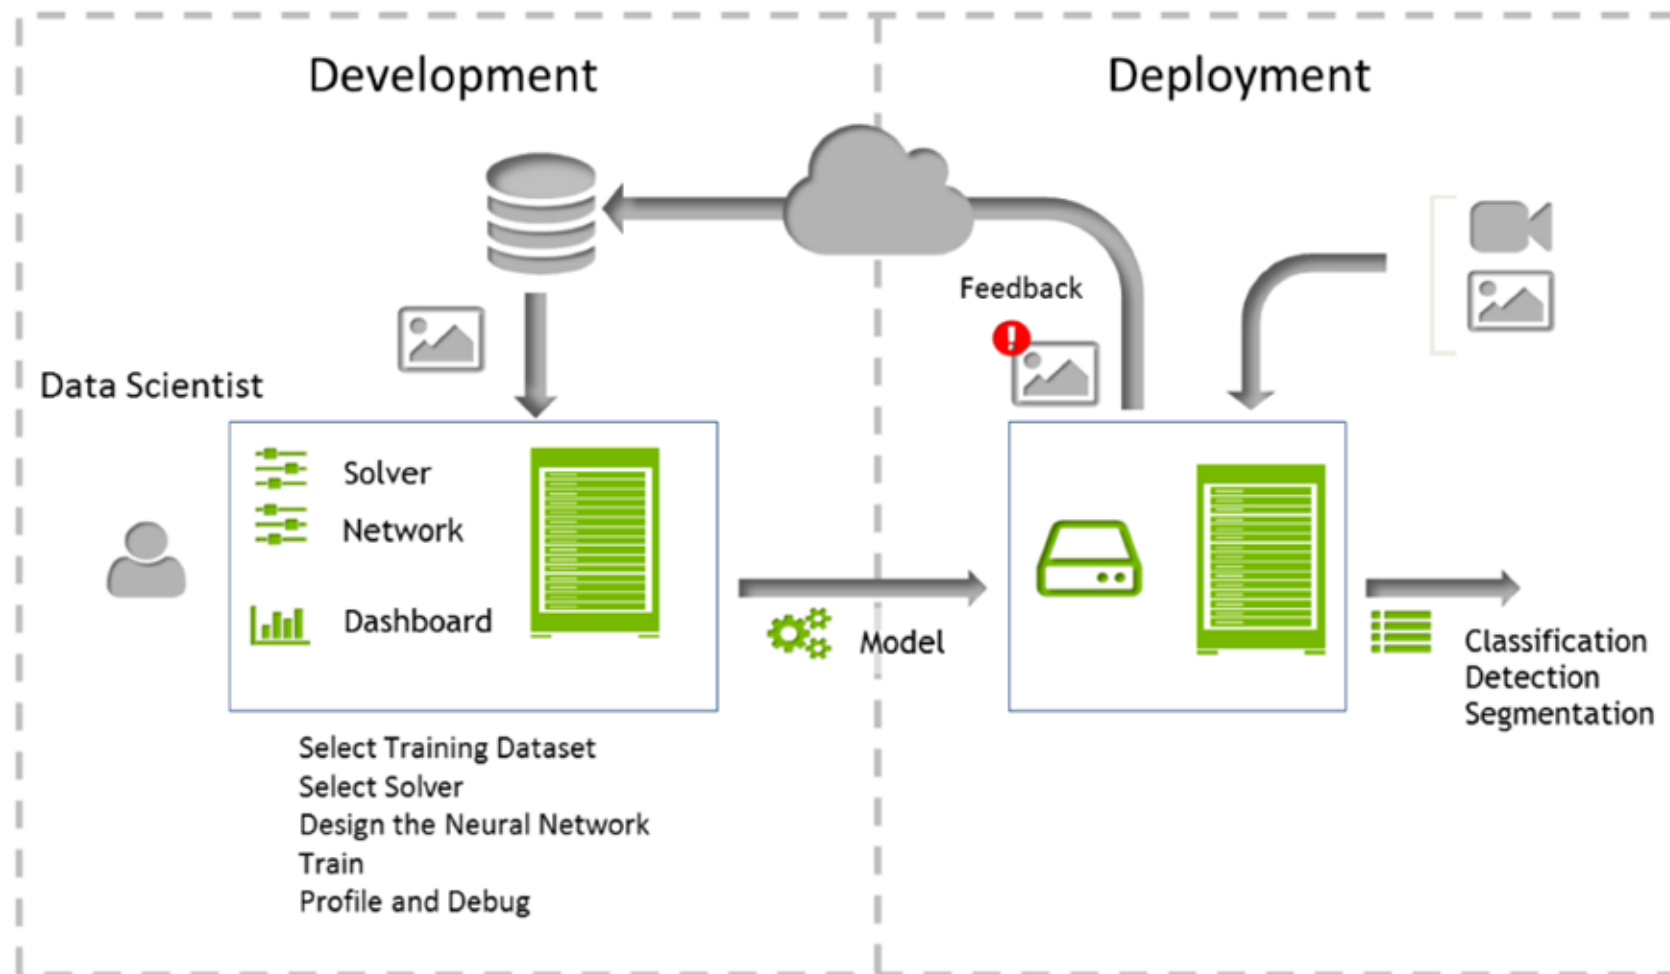 Development
Deployment
Feedback
Data Scientist
Solver
Network
Dashboard
Model
Classification
Detection
Segmentation
Select Training Dataset
Select Solver
Design the Neural Network
Train
Profile and Debug